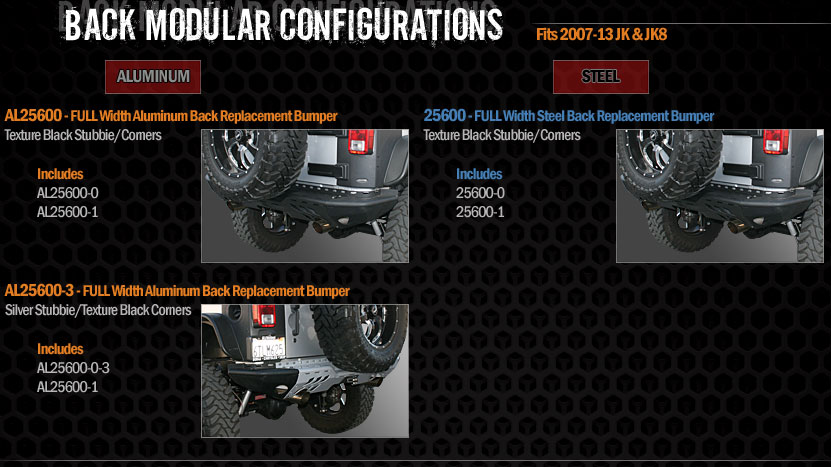 BACK MODULAR CONFIGURATIONS
Fits 2007-13 JK & JK8
ALUMINUM
STEEL
AL25600 - FULL Width Aluminum Back Replacement Bumper
Texture Black Stubbie/Corners
Includes
AL25600-0
AL25600-1
25600 - FULL Width Steel Back Replacement Bumper
Texture Black Stubbie/Corners
Includes
25600-0
25600-1
AL25600-3 - FULL Width Aluminum Back Replacement Bumper
Silver Stubbie/Texture Black Corners
Includes
AL25600-0-3
AL25600-1